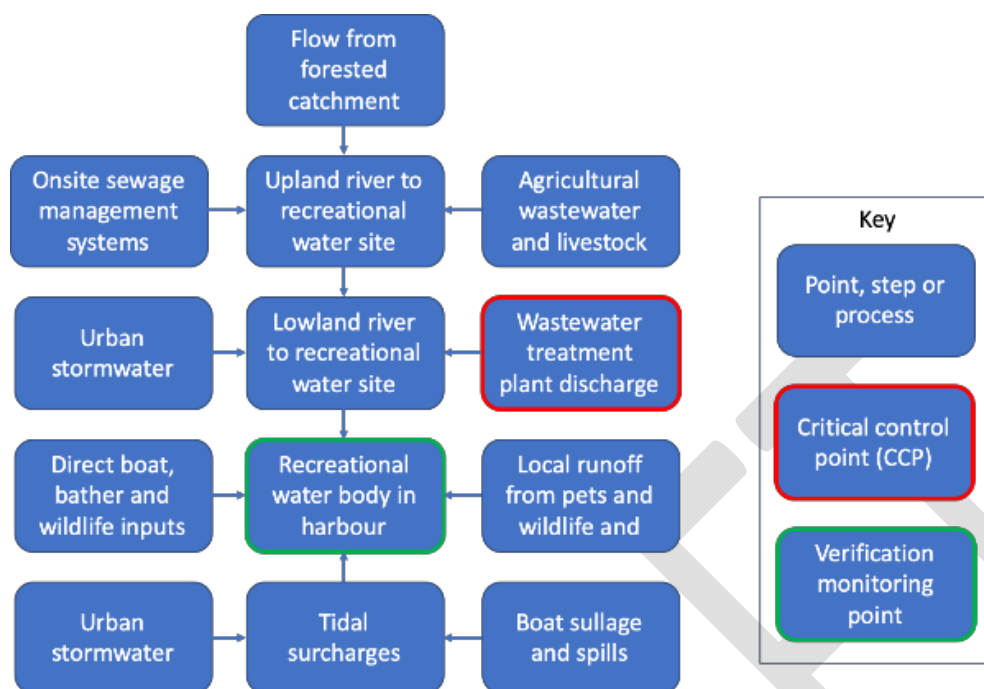 Flow from
forested
catchment
Onsite sewage
management
systems
Upland river to
recreational
water site
Agricultural
wastewater
and livestock
Urban
stormwater
Lowland river
to recreational
water site
Wastewater
treatment
plant discharge
Direct boat,
bather and
wildlife inputs
Recreational
water body in
harbour
Local runoff
from pets and
wildlife and
Urban
stormwater
Tidal
surcharges
Boat sullage
and spills
Key
Point, step or
process
Critical control
point (CCP)
Verification
monitoring
point